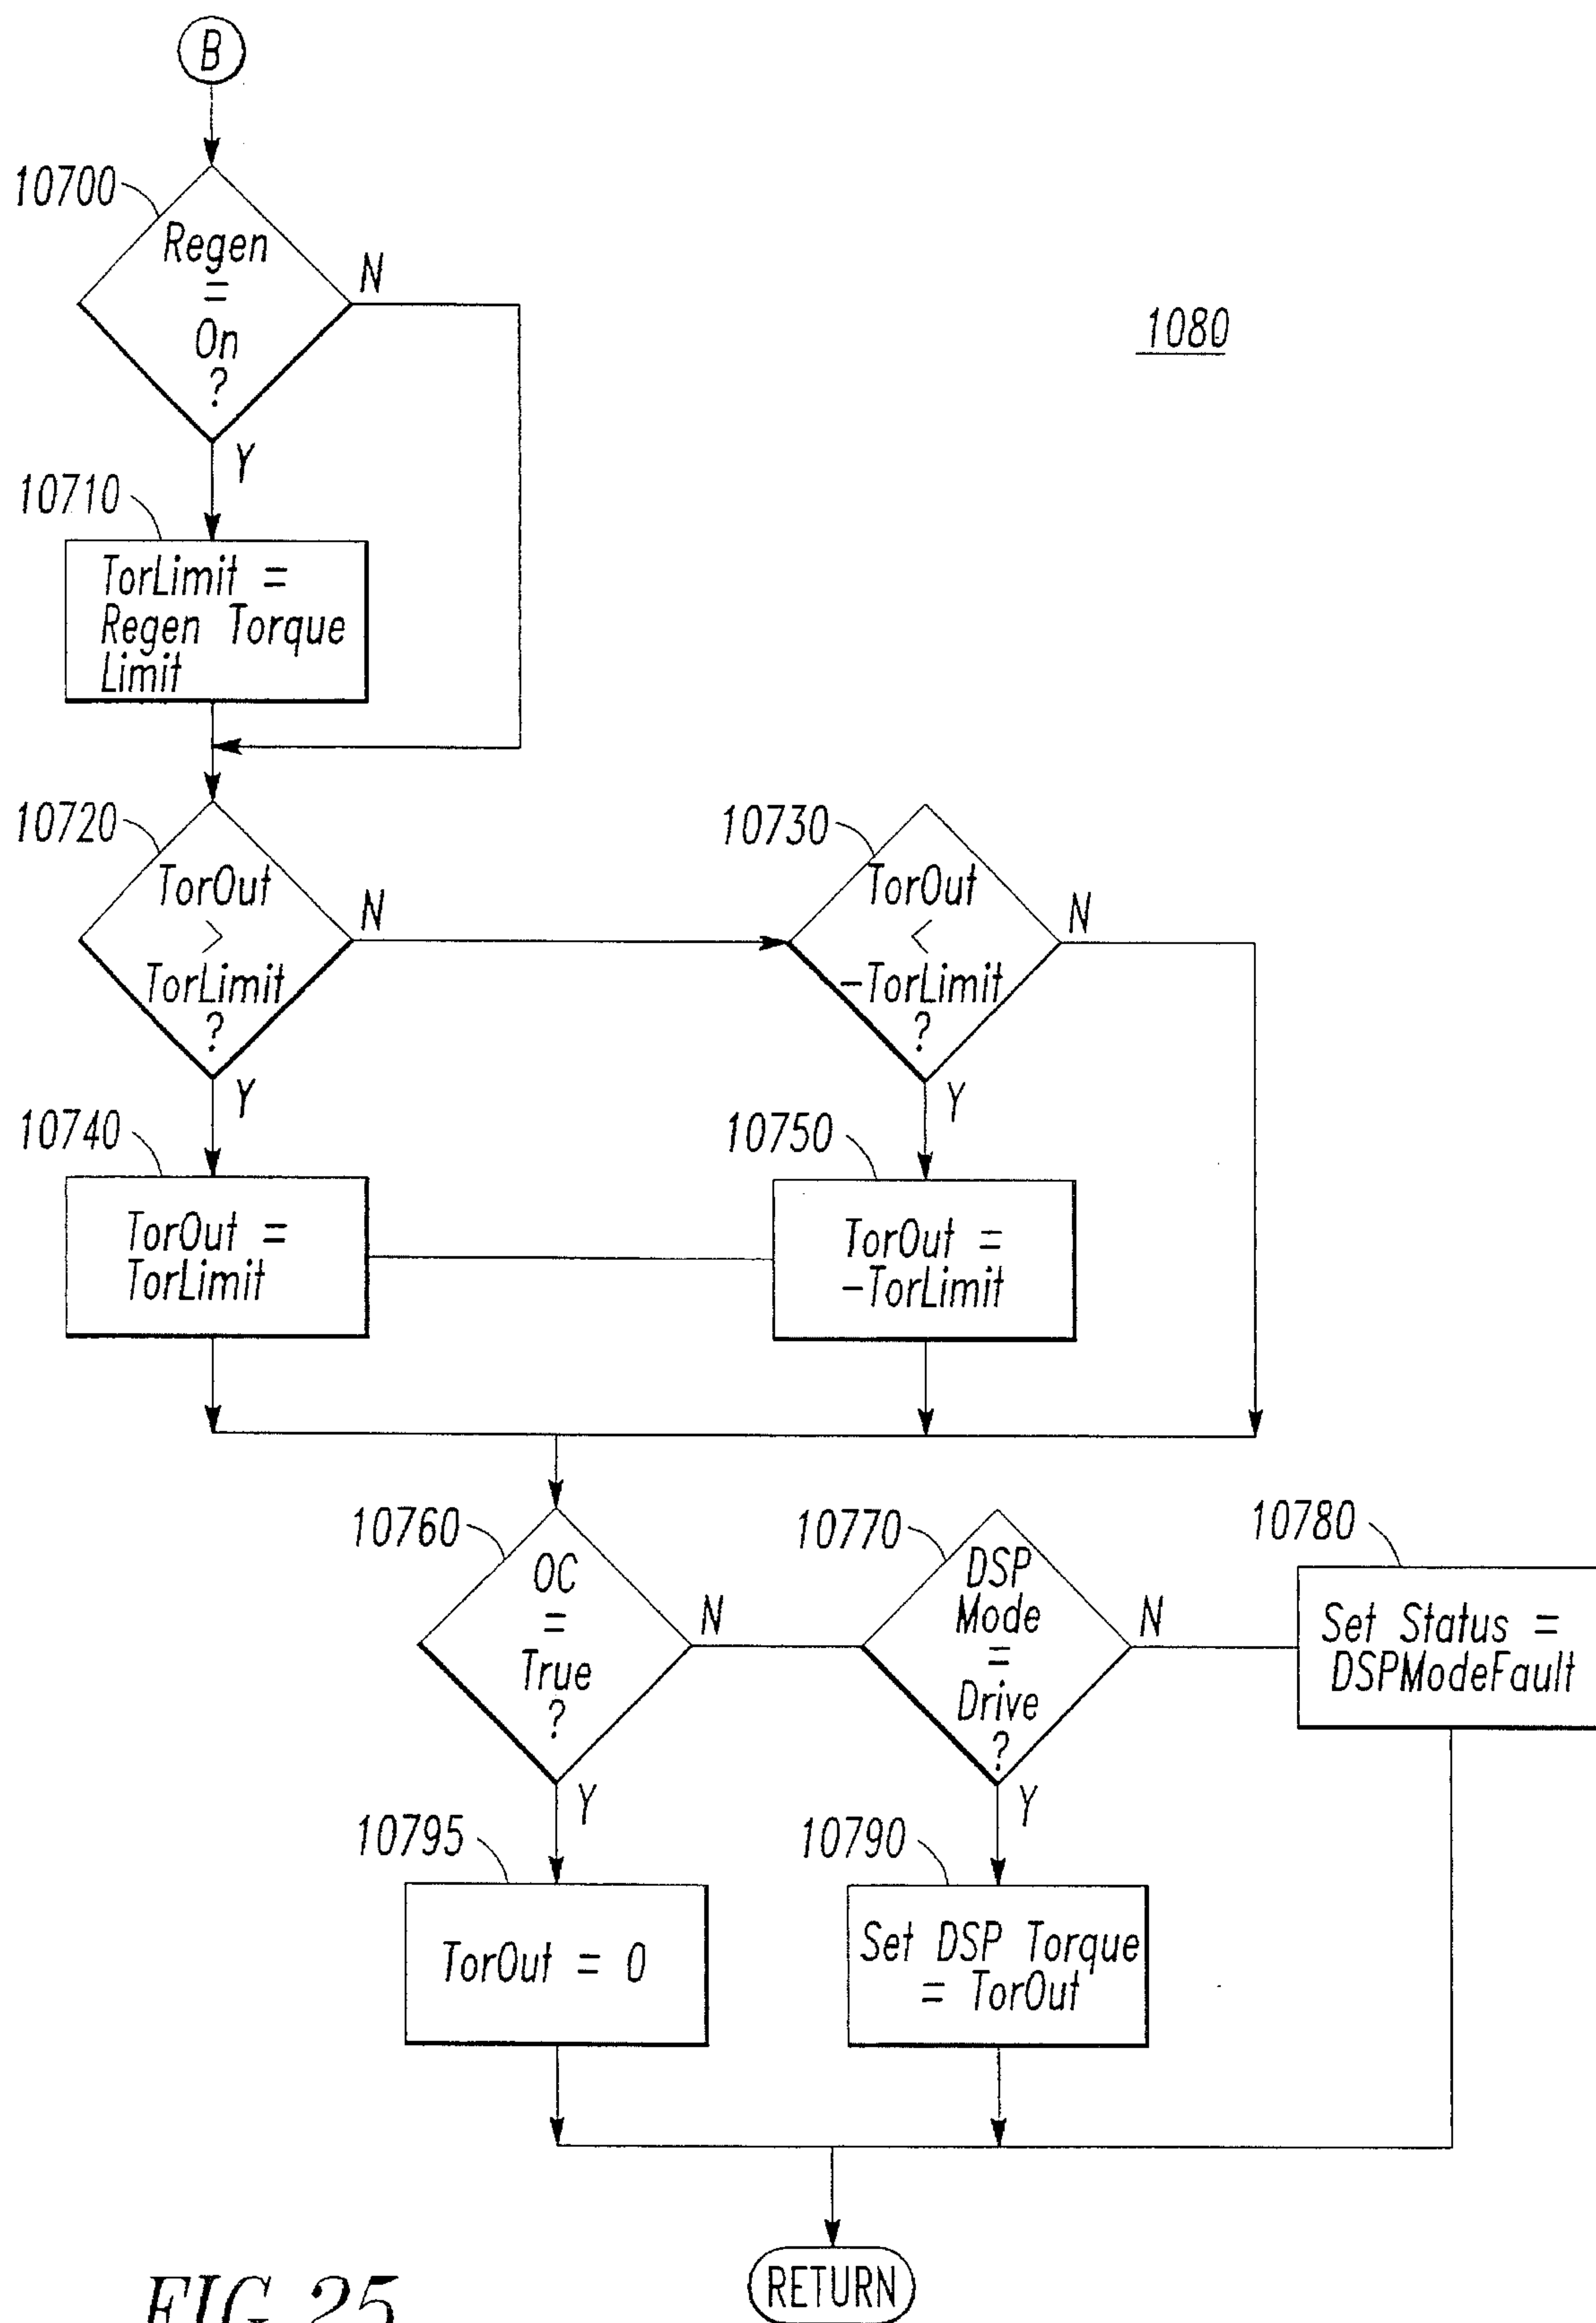 B
10700
Regen
=
On
?
N
Y
1080
10710
TorLimit =
Regen Torque
Limit
10720
TorOut
>
TorLimit
?
N
Y
10730
TorOut
<
-TorLimit
?
N
Y
10740
TorOut =
TorLimit
10750
TorOut =
-TorLimit
10760
OC
=
True
?
N
Y
10770
DSP
Mode
=
Drive
?
N
Y
10780
Set Status =
DSPModeFault
10795
TorOut = 0
10790
Set DSP Torque
= TorOut
RETURN
FIG. 25